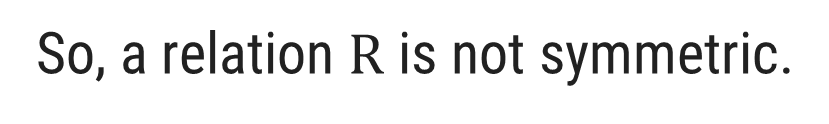 So, a relation R is not symmetric.